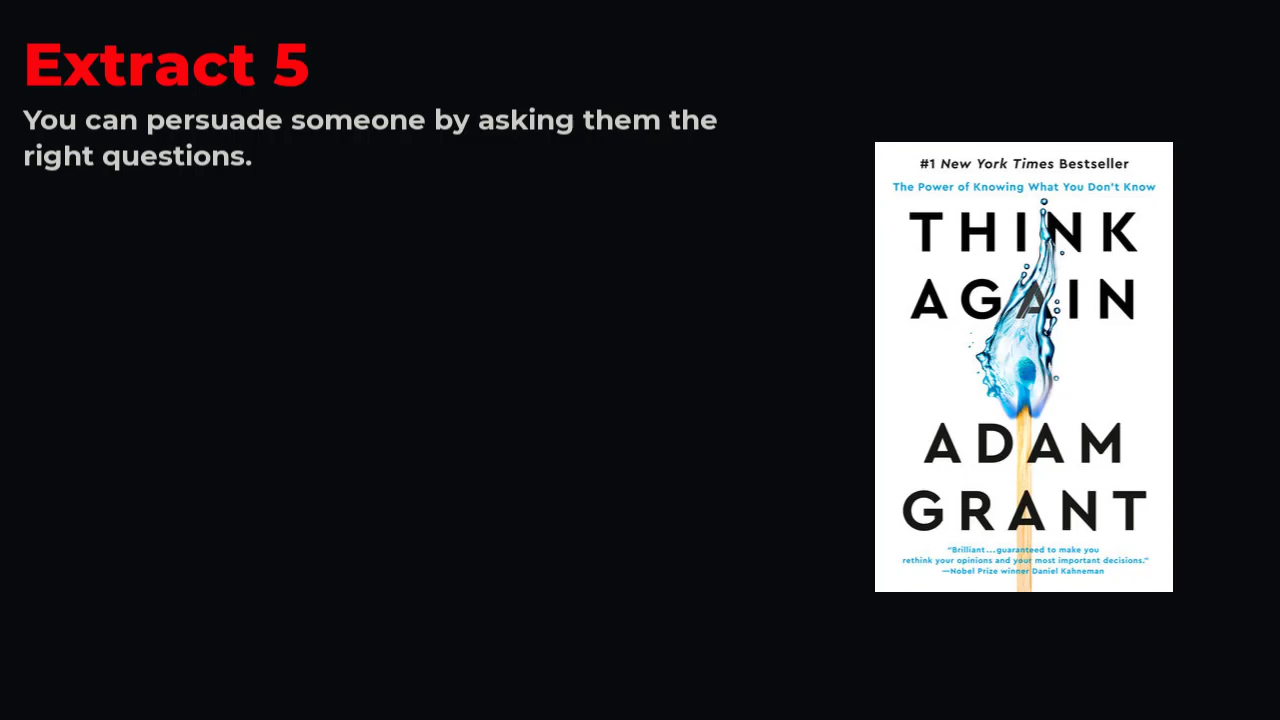 Extract 5
You can persuade someone by asking them the
right questions.
#1 New York Times Bestseller
The Power of Knowing What You Don't Know
THINK
AGAIN
ADAM
GRANT
"Brilliant...guaranteed to make you
rethink your opinions and your most important decisions."
—Nobel Prize winner Daniel Kahneman